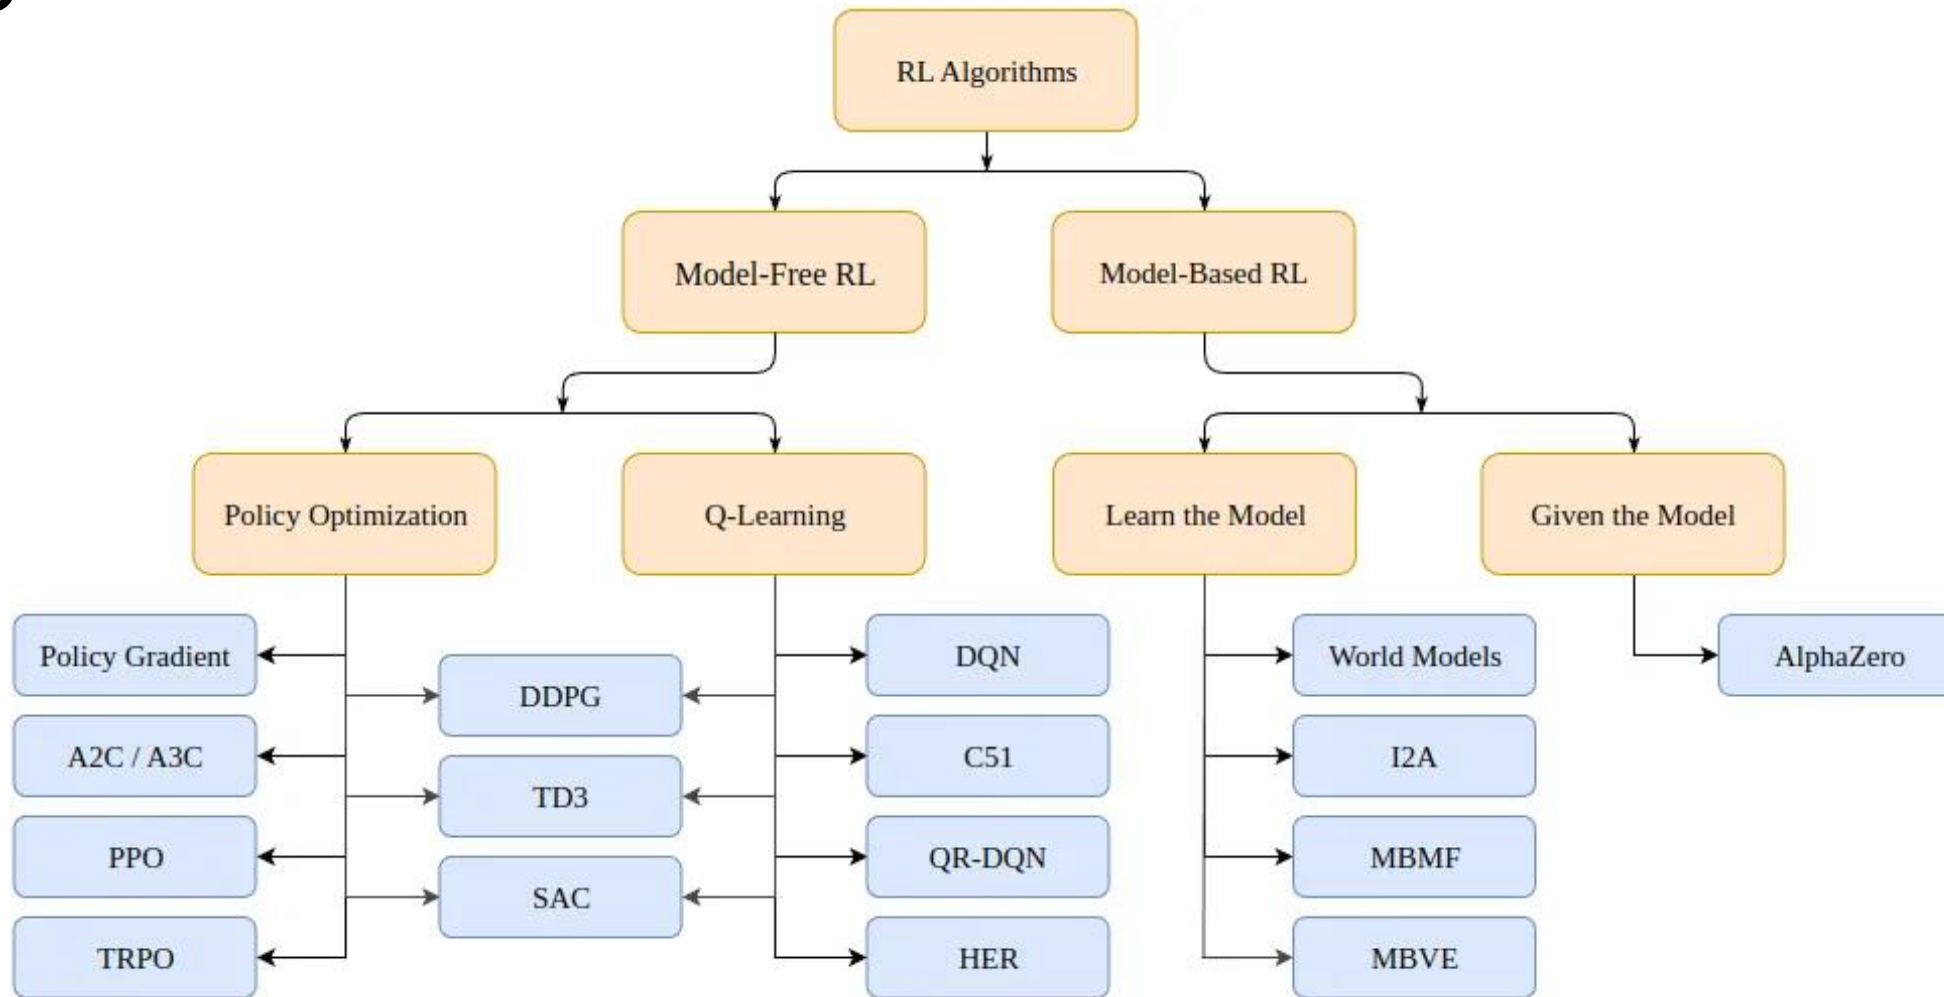 RL Algorithms
Model-Free RL
Model-Based RL
Policy Optimization
Q-Learning
Learn the Model
Given the Model
Policy Gradient
DDPG
DQN
World Models
AlphaZero
A2C / A3C
TD3
C51
I2A
PPO
SAC
QR-DQN
MBMF
TRPO
HER
MBVE